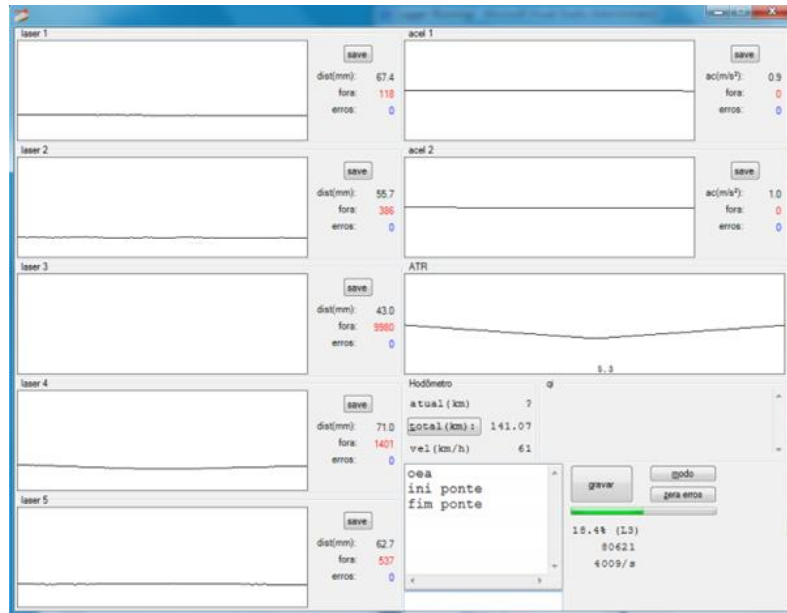 laser 1
save
dist(mm): 67.4
fora: 118
erros: 0
laser 2
save
dist(mm): 55.7
fora: 386
erros: 0
laser 3
save
dist(mm): 43.0
fora: 9980
erros: 0
laser 4
save
dist(mm): 71.0
fora: 1401
erros: 0
laser 5
save
dist(mm): 62.7
fora: 537
erros: 0
acel 1
save
ac(m/s²): 0.9
fora: 0
erros: 0
acel 2
save
ac(m/s²): 1.0
fora: 0
erros: 0
ATR
5.3
Hodômetro
atual(km) ?
total(km): 141.07
vel(km/h) 61
qi
oea
ini ponte
fim ponte
gravar
modo
zera erros
18.4% (L3)
80621
4009/s